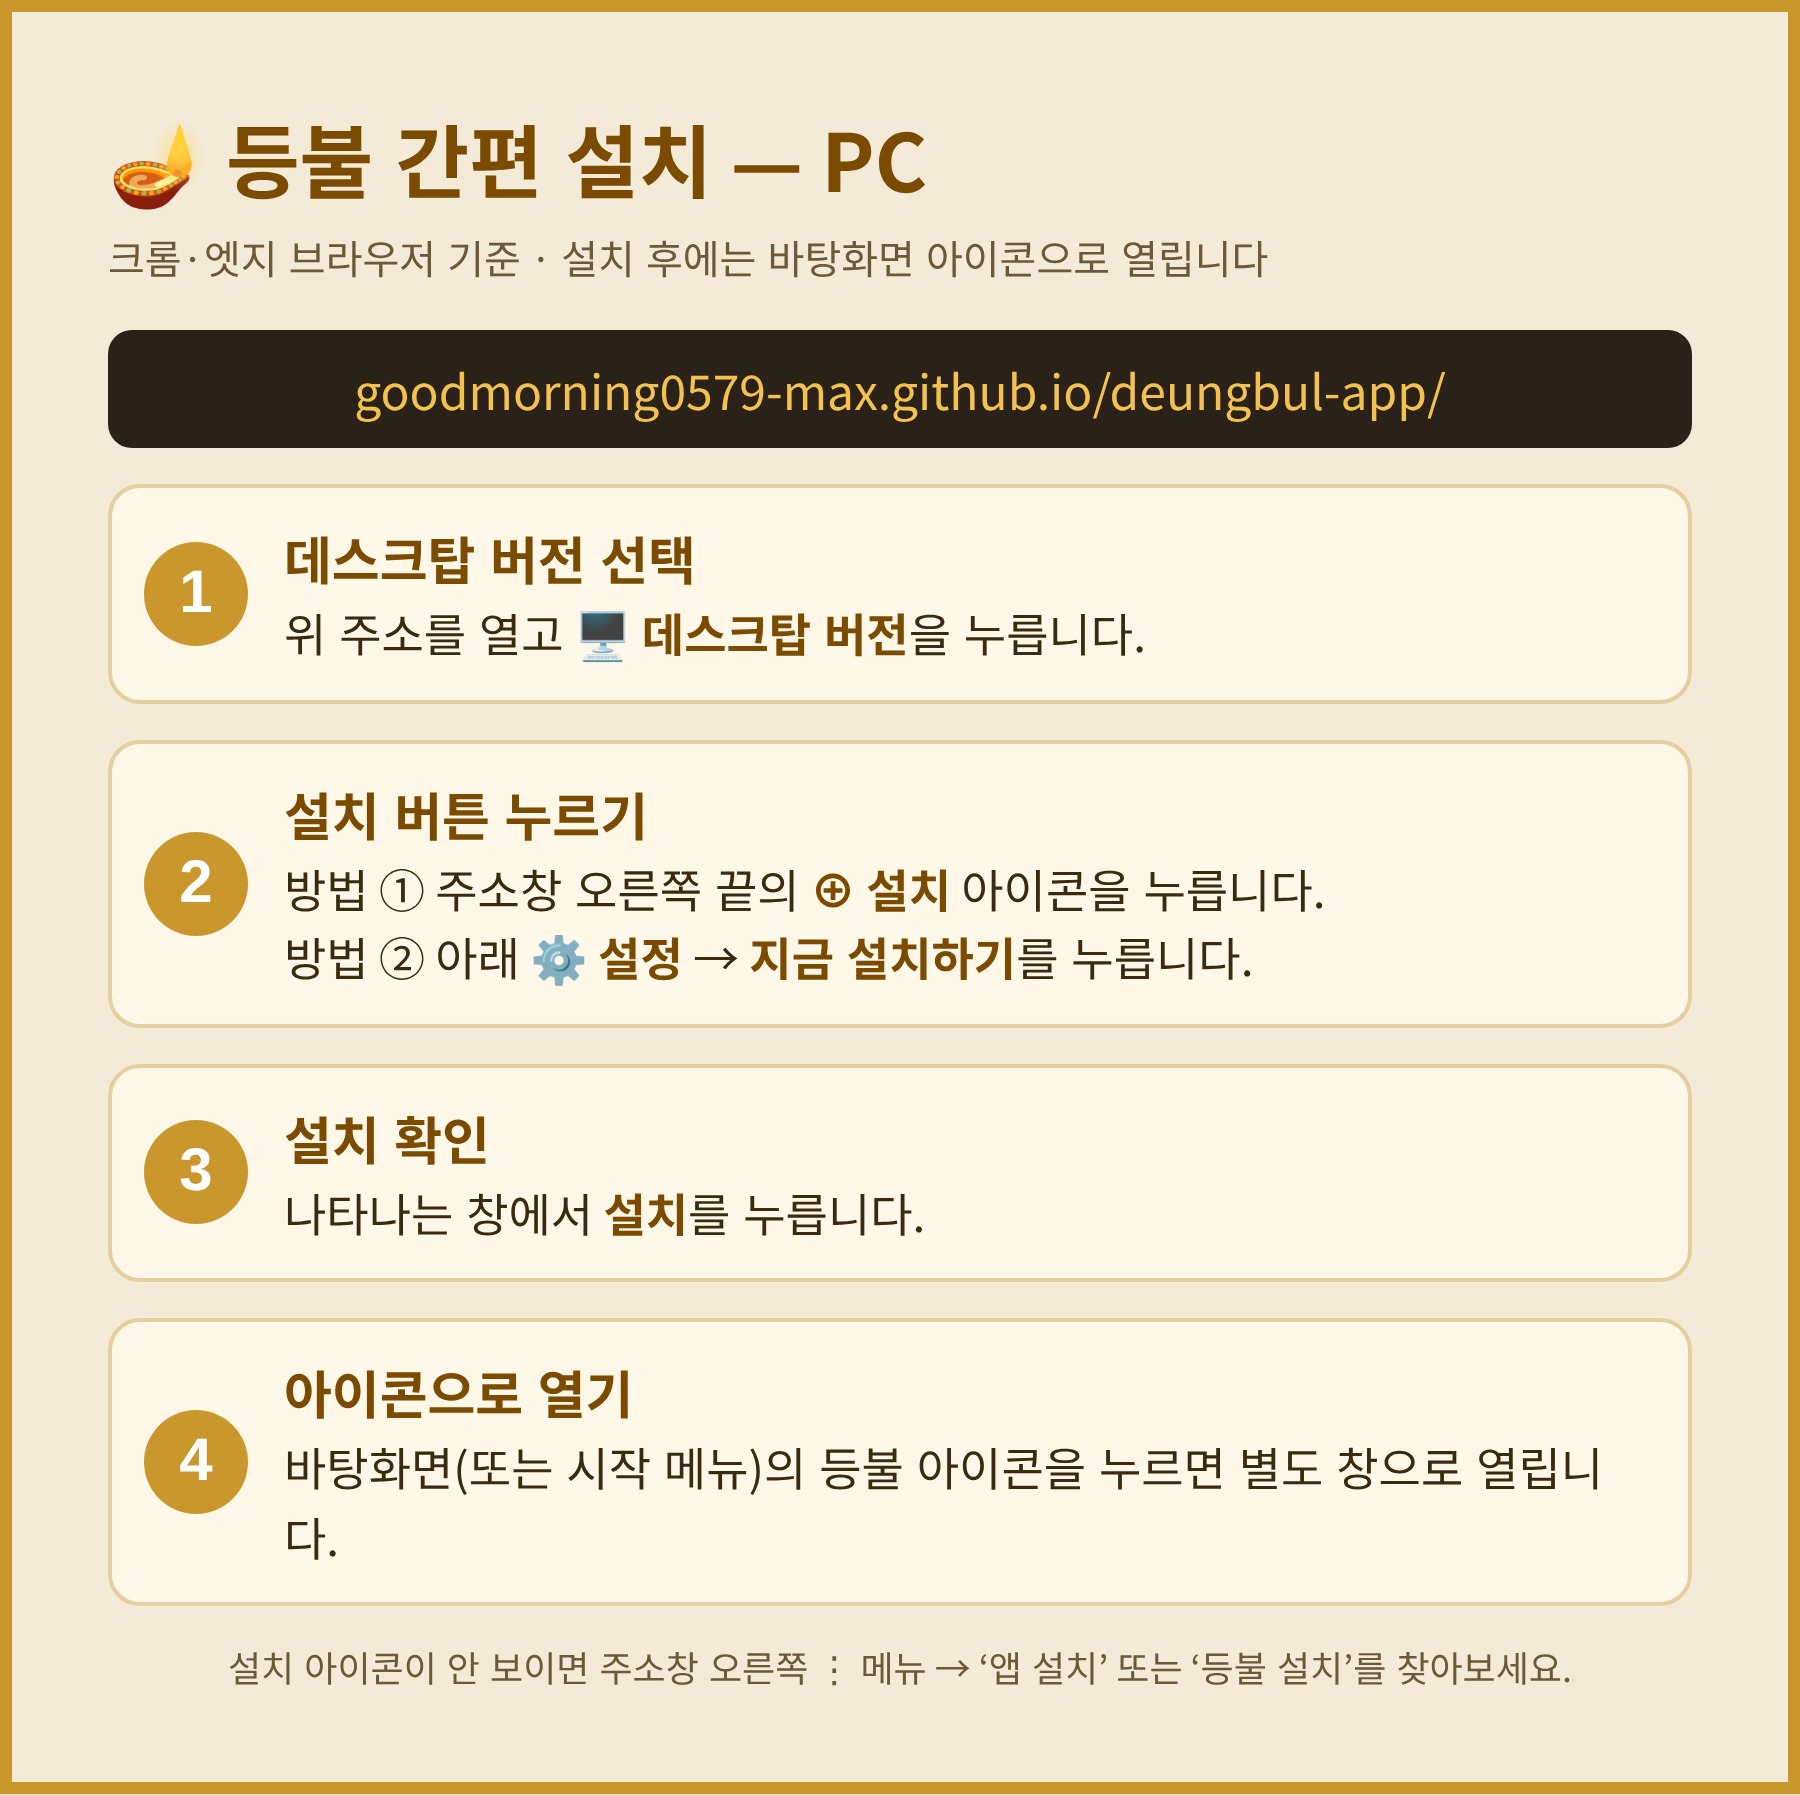 🪔 등불 간편 설치 — PC
크롬·엣지 브라우저 기준 · 설치 후에는 바탕화면 아이콘으로 열립니다
goodmorning0579-max.github.io/deungbul-app/
1
데스크탑 버전 선택
위 주소를 열고 🖥️ 데스크탑 버전을 누릅니다.
2
설치 버튼 누르기
방법 ① 주소창 오른쪽 끝의 ⊕ 설치 아이콘을 누릅니다.
방법 ② 아래 ⚙️ 설정 → 지금 설치하기를 누릅니다.
3
설치 확인
나타나는 창에서 설치를 누릅니다.
4
아이콘으로 열기
바탕화면(또는 시작 메뉴)의 등불 아이콘을 누르면 별도 창으로 열립니
다.
설치 아이콘이 안 보이면 주소창 오른쪽 ⋮ 메뉴 → ‘앱 설치’ 또는 ‘등불 설치’를 찾아보세요.